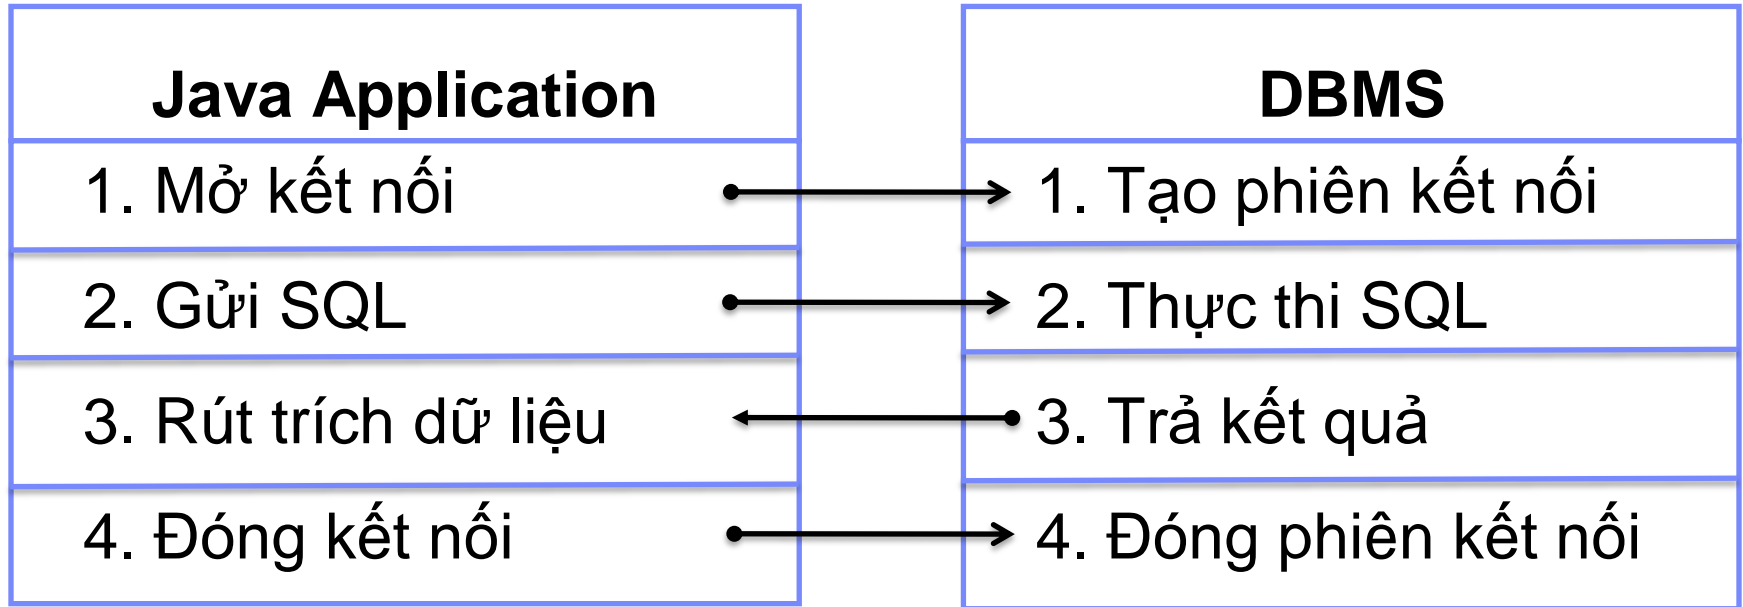 Java Application
1. Mở kết nối
2. Gửi SQL
3. Rút trích dữ liệu
4. Đóng kết nối
DBMS
1. Tạo phiên kết nối
2. Thực thi SQL
3. Trả kết quả
4. Đóng phiên kết nối